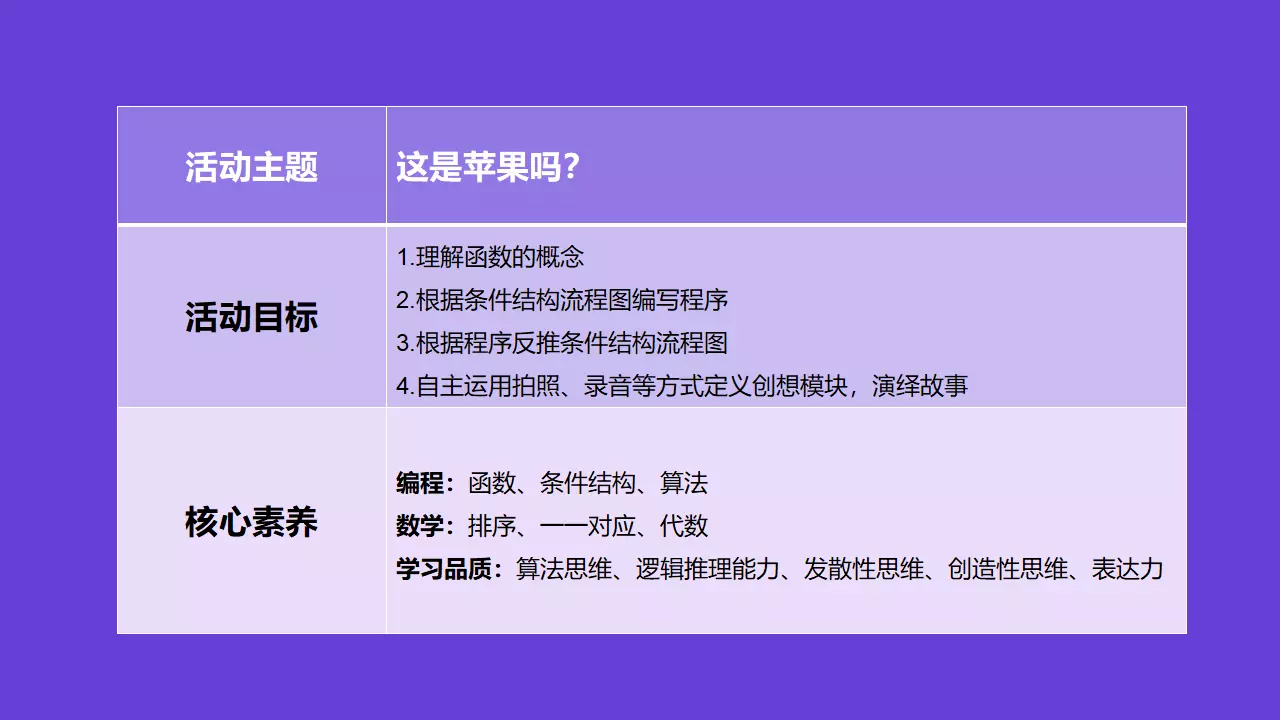 活动主题
这是苹果吗？
活动目标
1.理解函数的概念
2.根据条件结构流程图编写程序
3.根据程序反推条件结构流程图
4.自主运用拍照、录音等方式定义创想模块，演绎故事
核心素养
编程：函数、条件结构、算法
数学：排序、一一对应、代数
学习品质：算法思维、逻辑推理能力、发散性思维、创造性思维、表达力